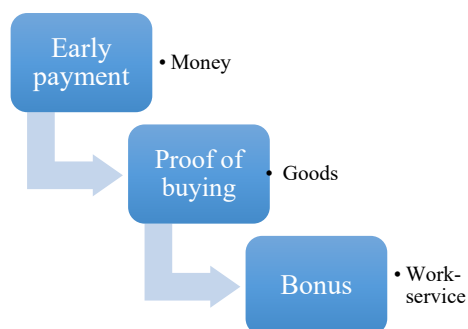 Early
payment
• Money
Proof of
buying
• Goods
Bonus
• Work-
service